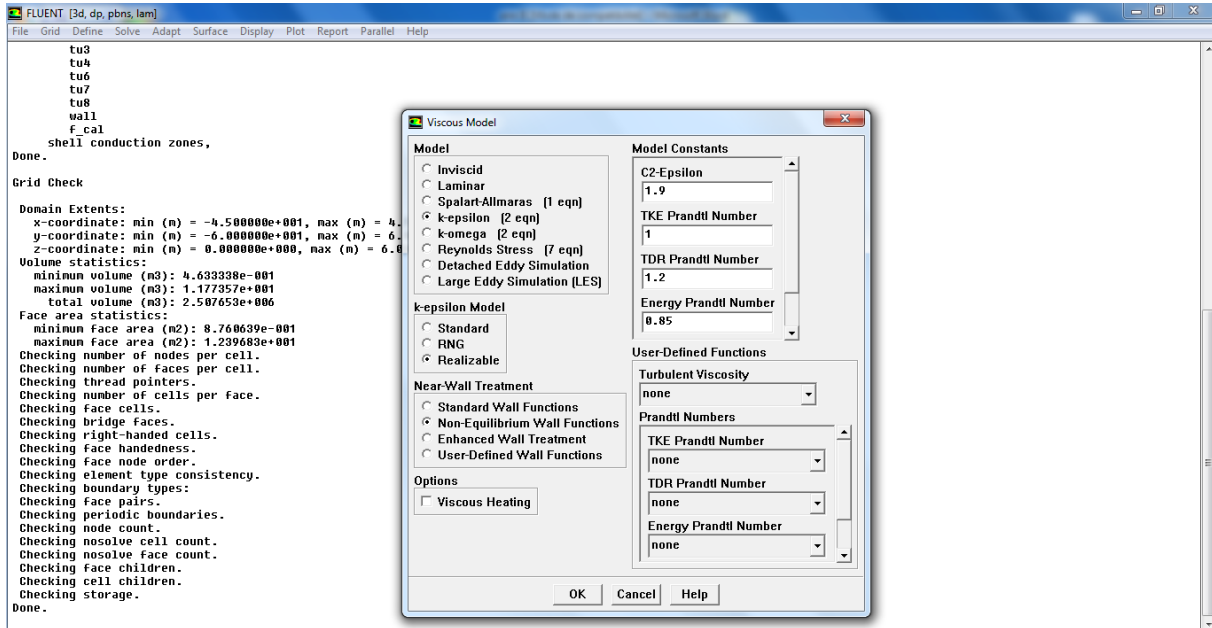 FLUENT [3d, dp, pbns, lam]
File Grid Define Solve Adapt Surface Display Plot Report Parallel Help
tu3
tu4
tu6
tu7
tu8
wall
f_cal
shell conduction zones,
Done.
Grid Check
Domain Extents:
x-coordinate: min (m) = -4.500000e+001, max (m) = 4.
y-coordinate: min (m) = -6.000000e+001, max (m) = 6.
z-coordinate: min (m) = 0.000000e+000, max (m) = 6.0
Volume statistics:
minimum volume (m3): 4.633338e-001
maximum volume (m3): 1.177357e+001
total volume (m3): 2.507653e+006
Face area statistics:
minimum face area (m2): 8.760639e-001
maximum face area (m2): 1.239683e+001
Checking number of nodes per cell.
Checking number of faces per cell.
Checking thread pointers.
Checking number of cells per face.
Checking face cells.
Checking bridge faces.
Checking right-handed cells.
Checking face handedness.
Checking face node order.
Checking element type consistency.
Checking boundary types:
Checking face pairs.
Checking periodic boundaries.
Checking node count.
Checking nosolve cell count.
Checking nosolve face count.
Checking face children.
Checking cell children.
Checking storage.
Done.
Viscous Model
Model
Inviscid
Laminar
Spalart-Allmaras (1 eqn)
k-epsilon (2 eqn)
k-omega (2 eqn)
Reynolds Stress (7 eqn)
Detached Eddy Simulation
Large Eddy Simulation (LES)
k-epsilon Model
Standard
RNG
Realizable
Near-Wall Treatment
Standard Wall Functions
Non-Equilibrium Wall Functions
Enhanced Wall Treatment
User-Defined Wall Functions
Options
Viscous Heating
Model Constants
C2-Epsilon
1.9
TKE Prandtl Number
1
TDR Prandtl Number
1.2
Energy Prandtl Number
0.85
User-Defined Functions
Turbulent Viscosity
none
Prandtl Numbers
TKE Prandtl Number
none
TDR Prandtl Number
none
Energy Prandtl Number
none
OK Cancel Help